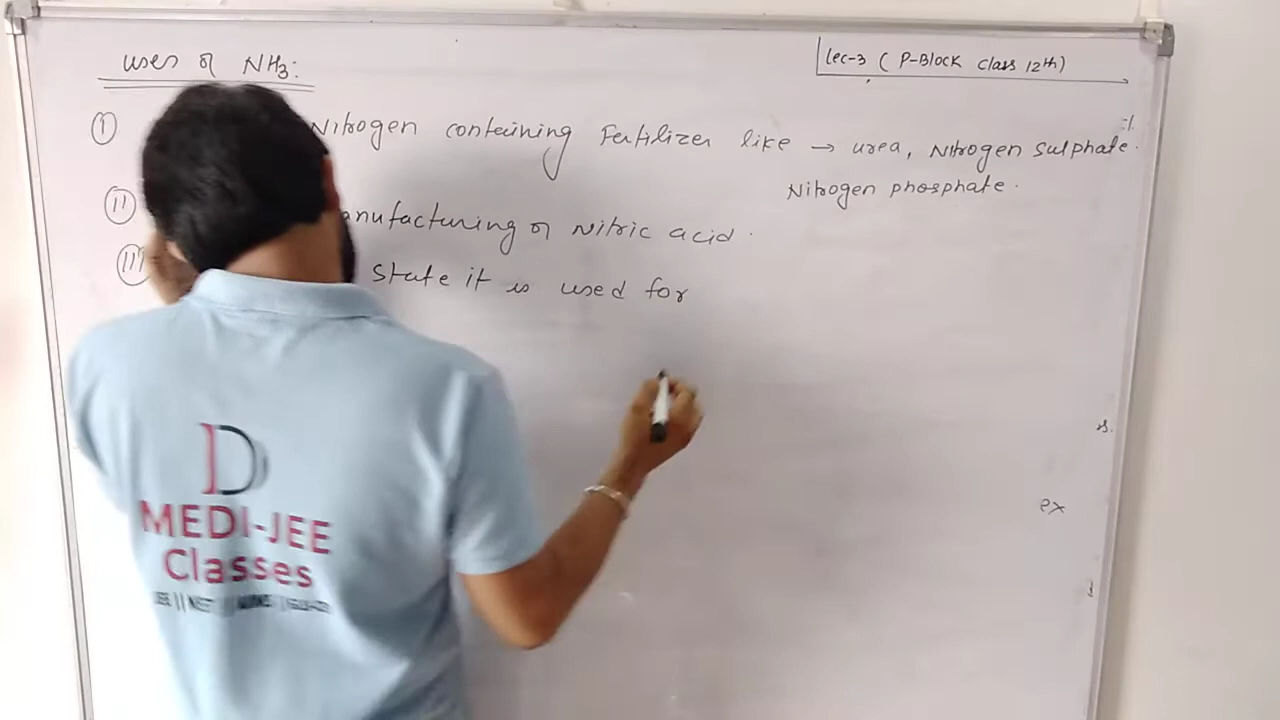 uses of NH3:
Lec-3 ( P-Block class 12th)
(I) Nitrogen containing Fertilizer like → urea, Nitrogen sulphate.
Nitrogen phosphate.
(II) anufacturing of Nitric acid.
(III) state it is used for
ex
D
MEDI-JEE
Classes